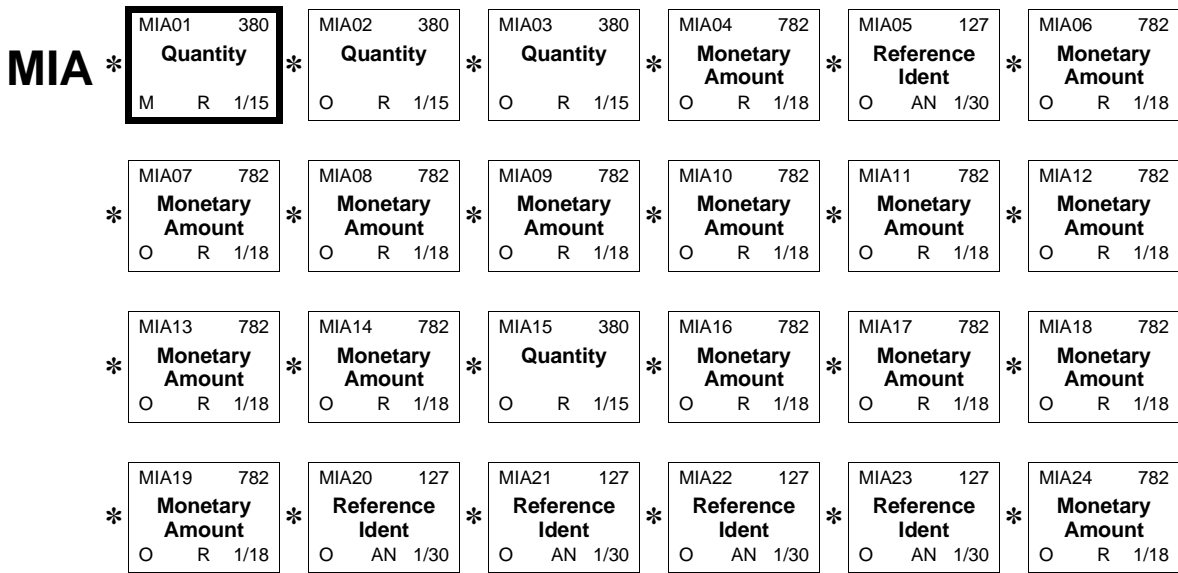 MIA * MIA01 380 * MIA02 380 * MIA03 380 * MIA04 782 * MIA05 127 * MIA06 782
Quantity Quantity Quantity Monetary Amount Reference Ident Monetary Amount
M R 1/15 O R 1/15 O R 1/15 O R 1/18 O AN 1/30 O R 1/18
* MIA07 782 * MIA08 782 * MIA09 782 * MIA10 782 * MIA11 782 * MIA12 782
Monetary Amount Monetary Amount Monetary Amount Monetary Amount Monetary Amount Monetary Amount
O R 1/18 O R 1/18 O R 1/18 O R 1/18 O R 1/18 O R 1/18
* MIA13 782 * MIA14 782 * MIA15 380 * MIA16 782 * MIA17 782 * MIA18 782
Monetary Amount Monetary Amount Quantity Monetary Amount Monetary Amount Monetary Amount
O R 1/18 O R 1/18 O R 1/15 O R 1/18 O R 1/18 O R 1/18
* MIA19 782 * MIA20 127 * MIA21 127 * MIA22 127 * MIA23 127 * MIA24 782
Monetary Amount Reference Ident Reference Ident Reference Ident Reference Ident Monetary Amount
O R 1/18 O AN 1/30 O AN 1/30 O AN 1/30 O AN 1/30 O R 1/18